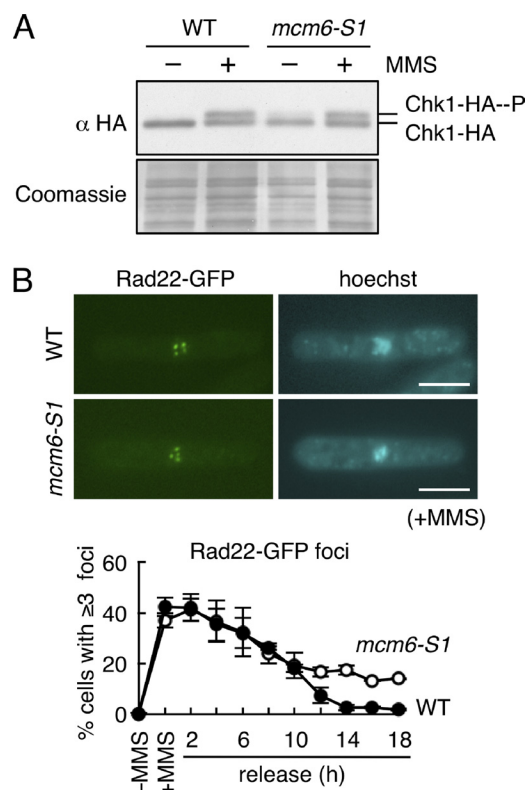 A
WT mcm6-S1
− + − + MMS
α HA
Chk1-HA--P
Chk1-HA
Coomassie
B
Rad22-GFP hoechst
WT
mcm6-S1
(+MMS)
Rad22-GFP foci
% cells with ≥3 foci
60
40
20
0
mcm6-S1
WT
−MMS +MMS 2 6 10 14 18
release (h)